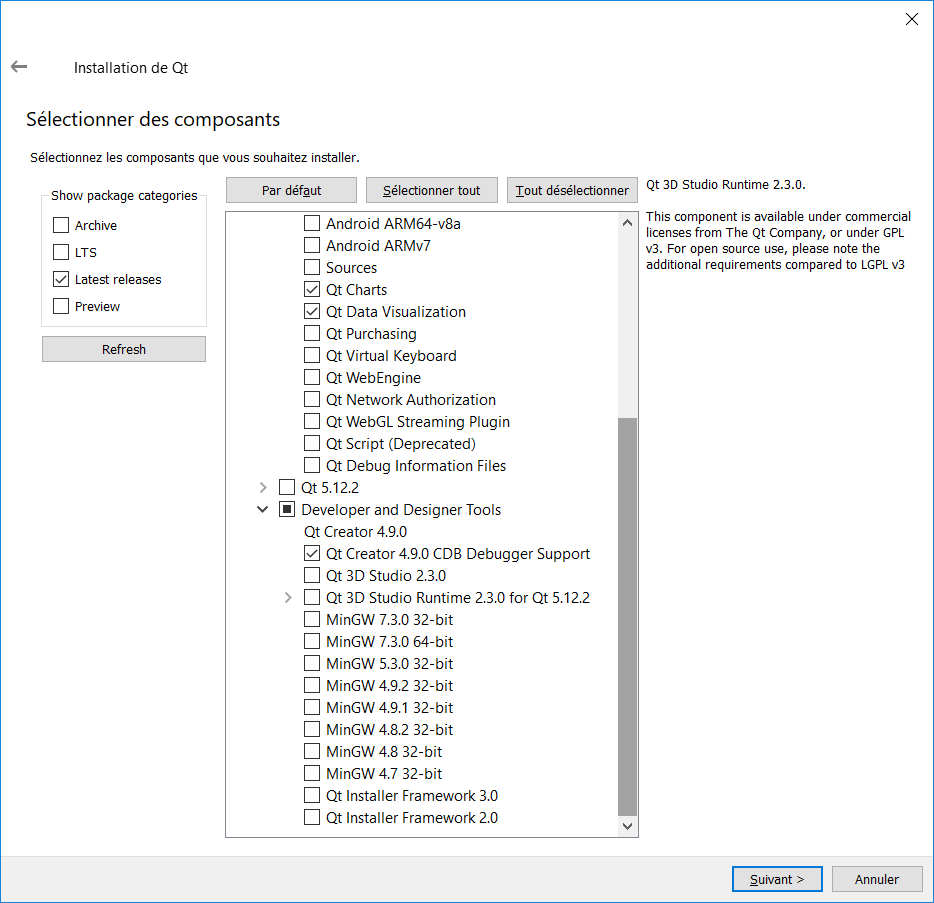 Installation de Qt
Sélectionner des composants
Sélectionnez les composants que vous souhaitez installer.
Show package categories
Archive
LTS
Latest releases
Preview
Refresh
Par défaut
Sélectionner tout
Tout désélectionner
Android ARM64-v8a
Android ARMv7
Sources
Qt Charts
Qt Data Visualization
Qt Purchasing
Qt Virtual Keyboard
Qt WebEngine
Qt Network Authorization
Qt WebGL Streaming Plugin
Qt Script (Deprecated)
Qt Debug Information Files
Qt 5.12.2
Developer and Designer Tools
Qt Creator 4.9.0
Qt Creator 4.9.0 CDB Debugger Support
Qt 3D Studio 2.3.0
Qt 3D Studio Runtime 2.3.0 for Qt 5.12.2
MinGW 7.3.0 32-bit
MinGW 7.3.0 64-bit
MinGW 5.3.0 32-bit
MinGW 4.9.2 32-bit
MinGW 4.9.1 32-bit
MinGW 4.8.2 32-bit
MinGW 4.8 32-bit
MinGW 4.7 32-bit
Qt Installer Framework 3.0
Qt Installer Framework 2.0
Qt 3D Studio Runtime 2.3.0.
This component is available under commercial
licenses from The Qt Company, or under GPL
v3. For open source use, please note the
additional requirements compared to LGPL v3
Suivant >
Annuler